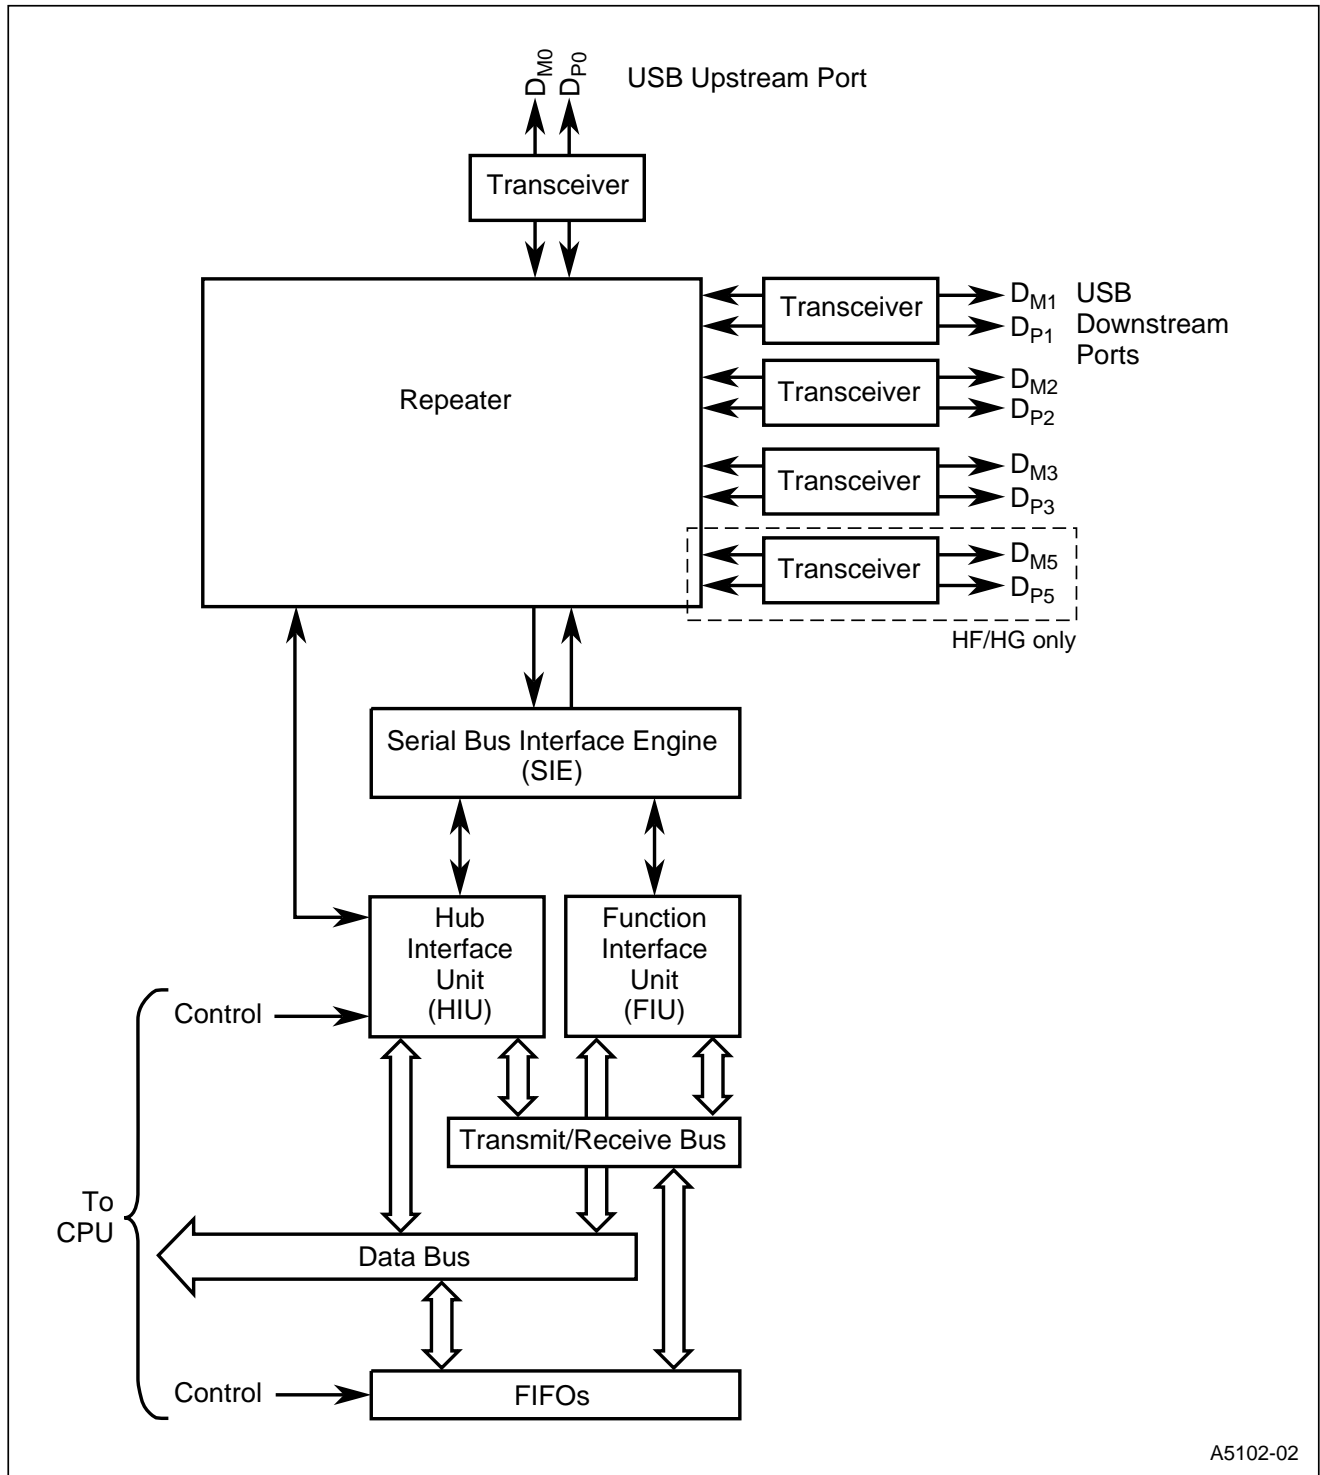 DM0 DP0 USB Upstream Port
Transceiver
Transceiver
DM1
DP1
USB
Downstream
Ports
Repeater
Transceiver
DM2
DP2
Transceiver
DM3
DP3
Transceiver
DM5
DP5
HF/HG only
Serial Bus Interface Engine
(SIE)
Hub
Interface
Unit
(HIU)
Function
Interface
Unit
(FIU)
Control
Transmit/Receive Bus
To
CPU
Data Bus
Control
FIFOs
A5102-02